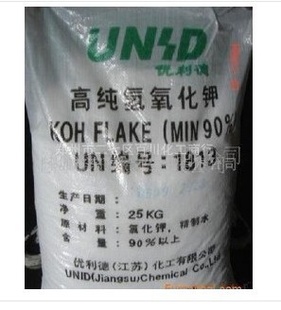 UNID
优利德
高纯氢氧化钾
KOH FLAKE (MIN 90%
UN编号：1813
生产日期：
净 重： 25KG
原材料： 氯化钾，精制水
含 量： 90%以上
优利德(江苏)化工有限公司
UNID(Jiangsu)Chemical Co.,Ltd